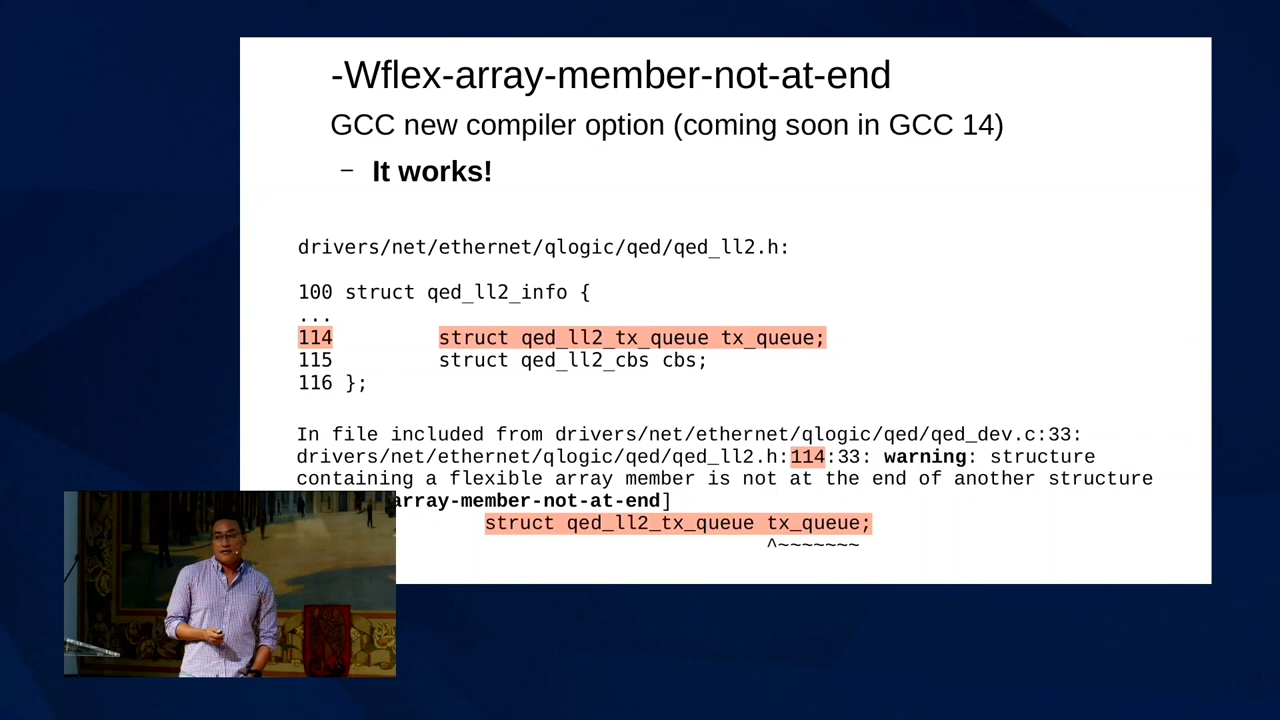 -Wflex-array-member-not-at-end
GCC new compiler option (coming soon in GCC 14)
– It works!
drivers/net/ethernet/qlogic/qed/qed_ll2.h:
100 struct qed_ll2_info {
...
114         struct qed_ll2_tx_queue tx_queue;
115         struct qed_ll2_cbs cbs;
116 };
In file included from drivers/net/ethernet/qlogic/qed/qed_dev.c:33:
drivers/net/ethernet/qlogic/qed/qed_ll2.h:114:33: warning: structure
containing a flexible array member is not at the end of another structure
array-member-not-at-end]
struct qed_ll2_tx_queue tx_queue;
^~~~~~~~